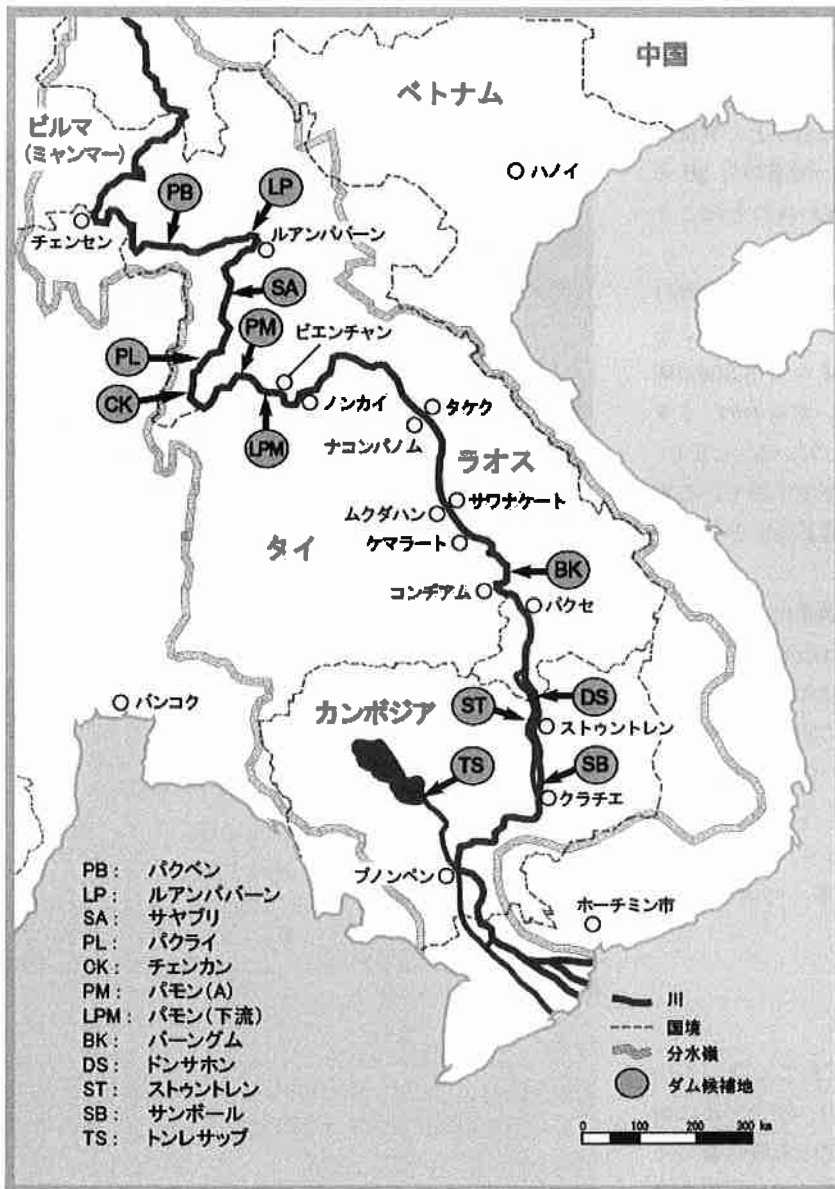 中国
ベトナム
ビルマ
(ミャンマー)
ハノイ
PB
LP
チェンセン
ルアンパバーン
SA
PM
ビエンチャン
PL
CK
ノンカイ
タケク
LPM
ナコンパノム
ラオス
サワナケート
ムクダハン
タイ
ケマラート
BK
コンヂアム
パクセ
バンコク
カンボジア
ST
DS
ストゥントレン
TS
SB
クラチエ
プノンペン
ホーチミン市
PB： パクベン
LP： ルアンパバーン
SA： サヤブリ
PL： パクライ
CK： チェンカン
PM： パモン(A)
LPM： パモン(下流)
BK： バーングム
DS： ドンサホン
ST： ストゥントレン
SB： サンボール
TS： トンレサップ
川
国境
分水嶺
ダム候補地
0 100 200 300 km